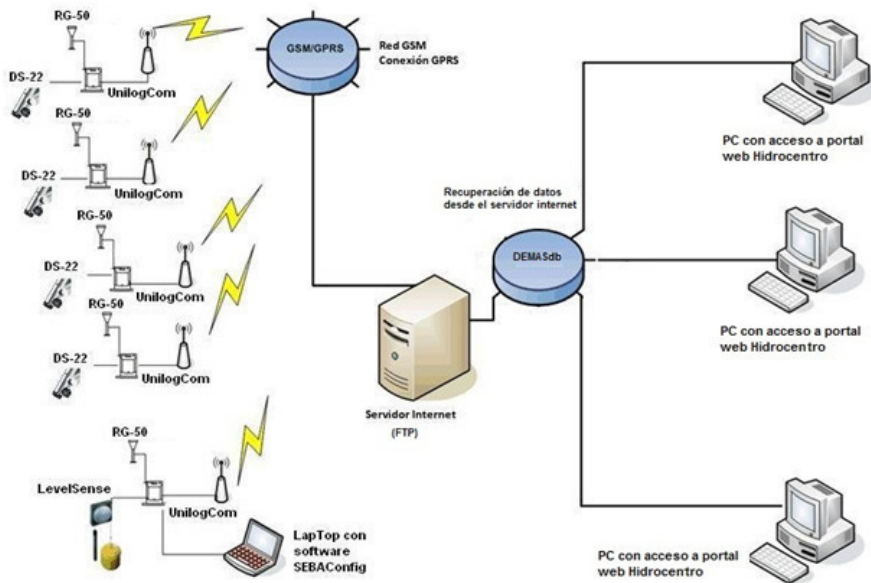 RG-50
DS-22
UnilogCom
GSM/GPRS
Red GSM
Conexión GPRS
RG-50
DS-22
UnilogCom
RG-50
DS-22
UnilogCom
RG-50
DS-22
UnilogCom
RG-50
LevelSense
UnilogCom
LapTop con
software
SEBAConfig
Servidor Internet
(FTP)
Recuperación de datos
desde el servidor internet
DEMASdb
PC con acceso a portal
web Hidrocentro
PC con acceso a portal
web Hidrocentro
PC con acceso a portal
web Hidrocentro